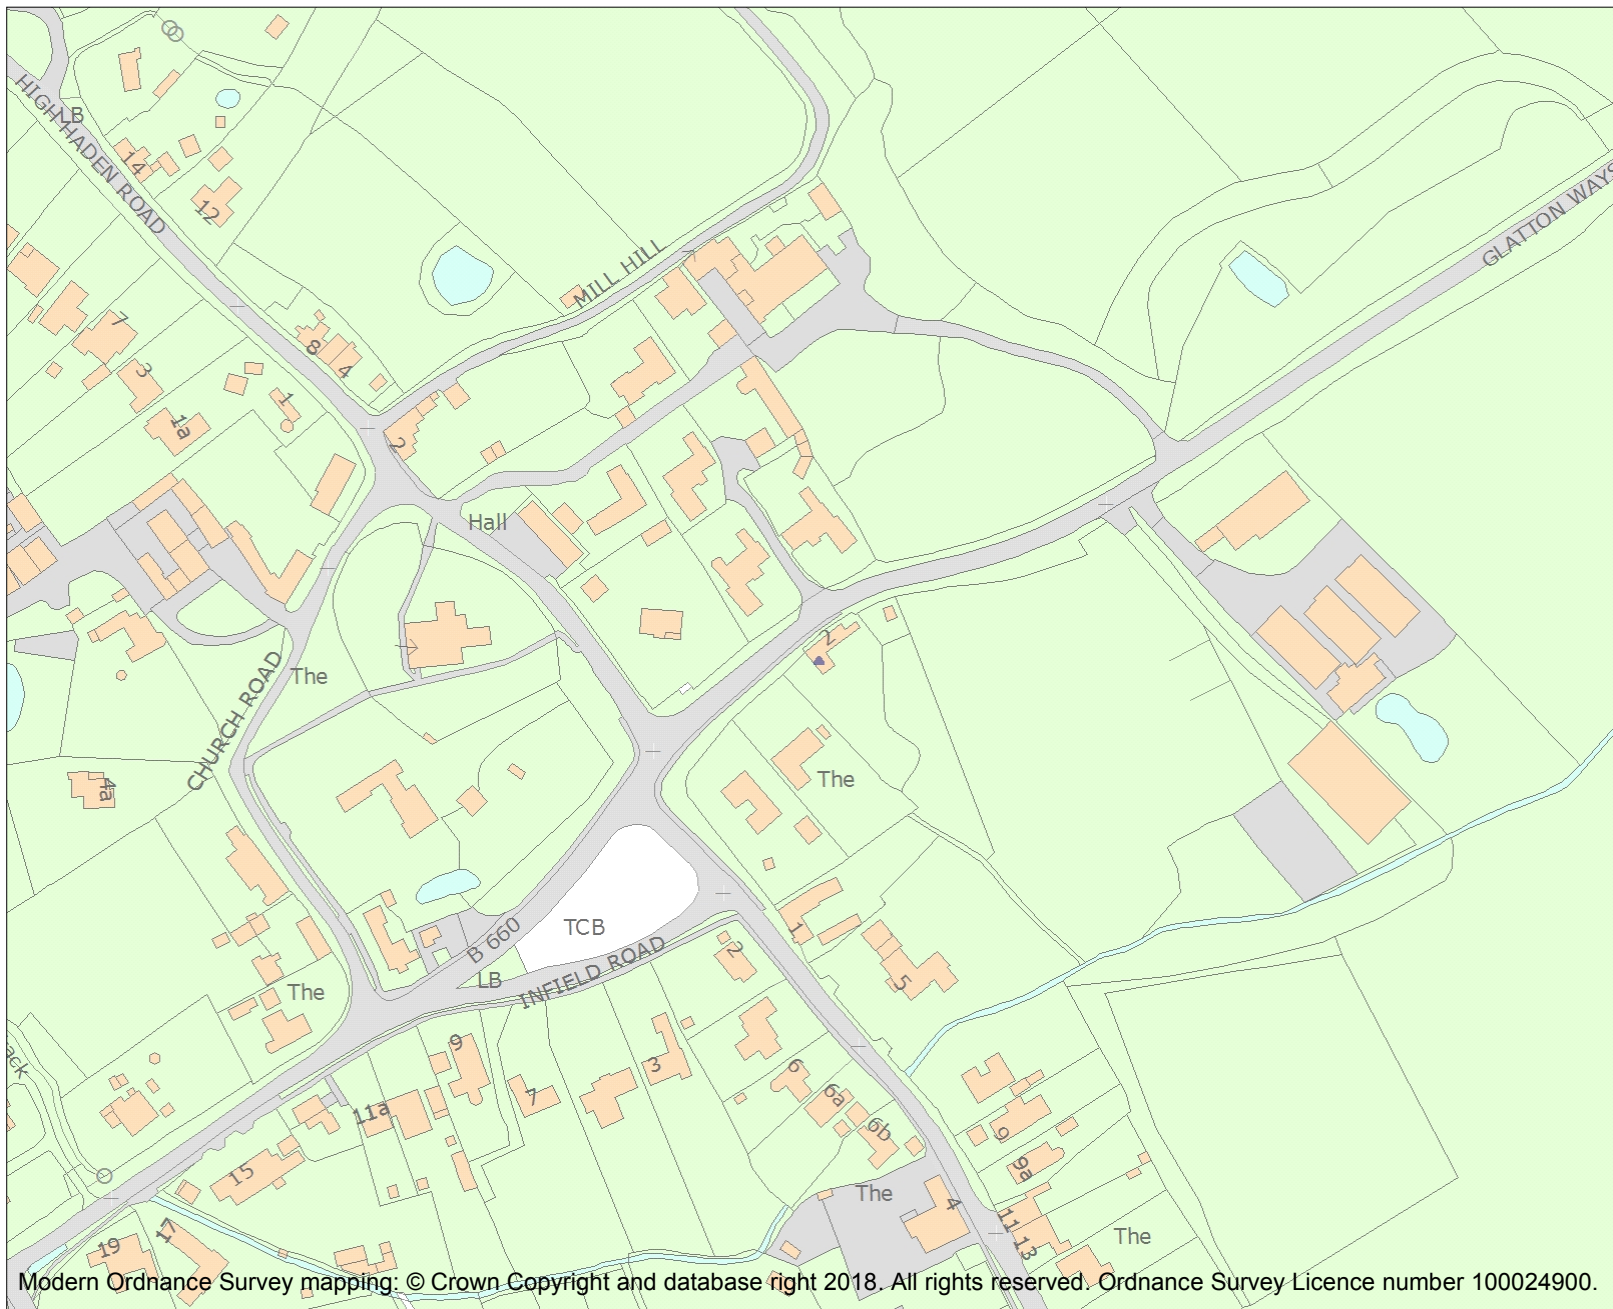 HIGH HADEN ROAD
LB
14
12
MILL HILL
GLATTON WAYS
7
8
4
3
1
1a
2
Hall
The
CHURCH ROAD
2
4a
The
TCB
B 660
LB
INFIELD ROAD
The
1
2
5
9
3
7
11a
6
6a
6b
9
9a
15
The
4
11
13
The
17
19
Modern Ordnance Survey mapping: © Crown Copyright and database right 2018. All rights reserved. Ordnance Survey Licence number 100024900.